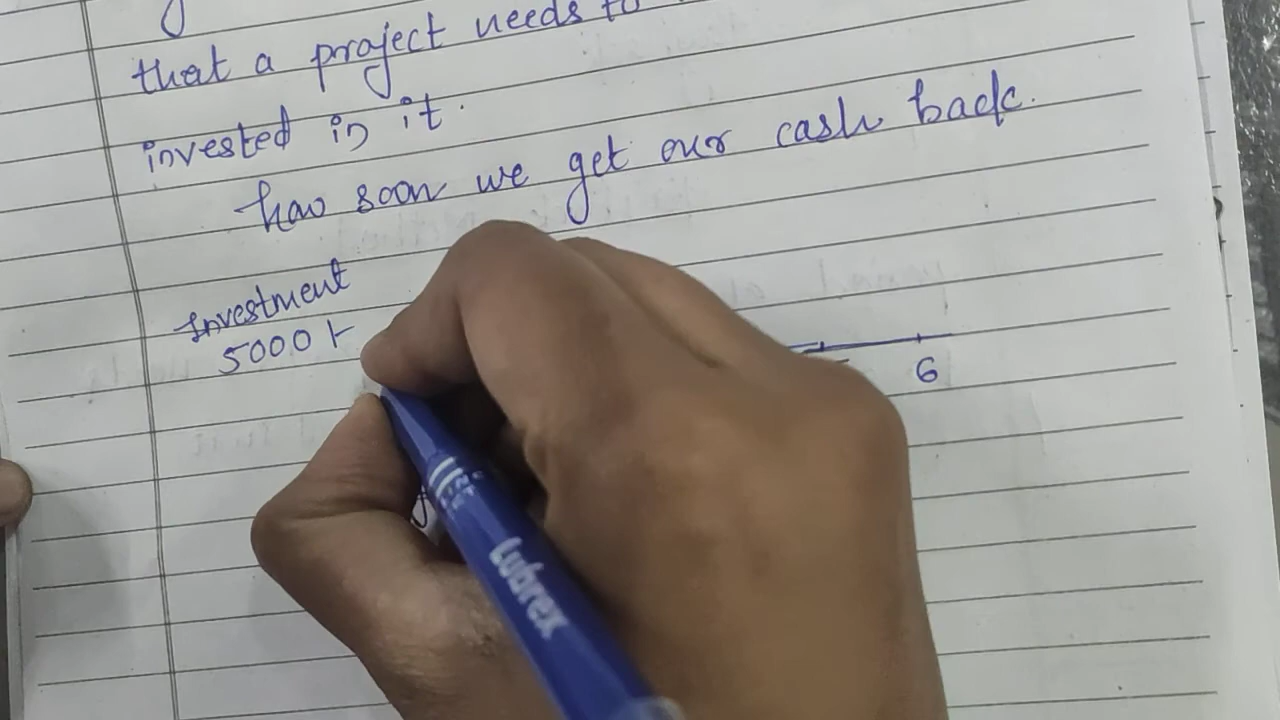 that a project needs to
invested in it.
how soon we get our cash back.
Investment
5000/-
6
Lubrex